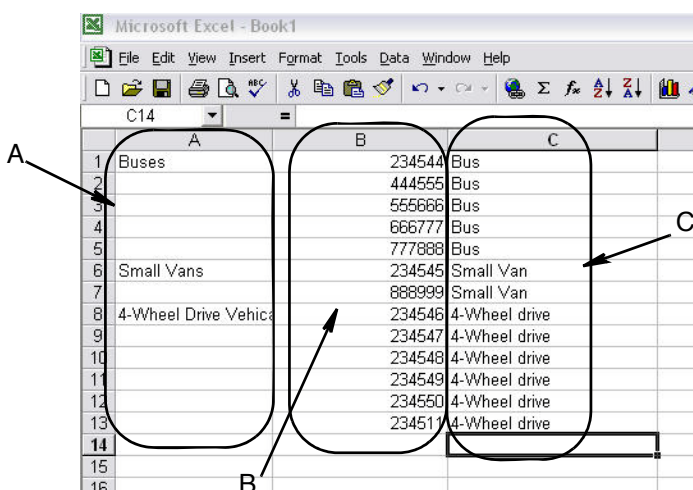 Microsoft Excel - Book1
File Edit View Insert Format Tools Data Window Help
ABC Σ fx A Z Z A
C14 =
A B C
1 Buses 234544 Bus
2 444555 Bus
3 555666 Bus
4 666777 Bus
5 777888 Bus
6 Small Vans 234545 Small Van
7 888999 Small Van
8 4-Wheel Drive Vehica 234546 4-Wheel drive
9 234547 4-Wheel drive
10 234548 4-Wheel drive
11 234549 4-Wheel drive
12 234550 4-Wheel drive
13 234511 4-Wheel drive
14
15
16
A
B
C